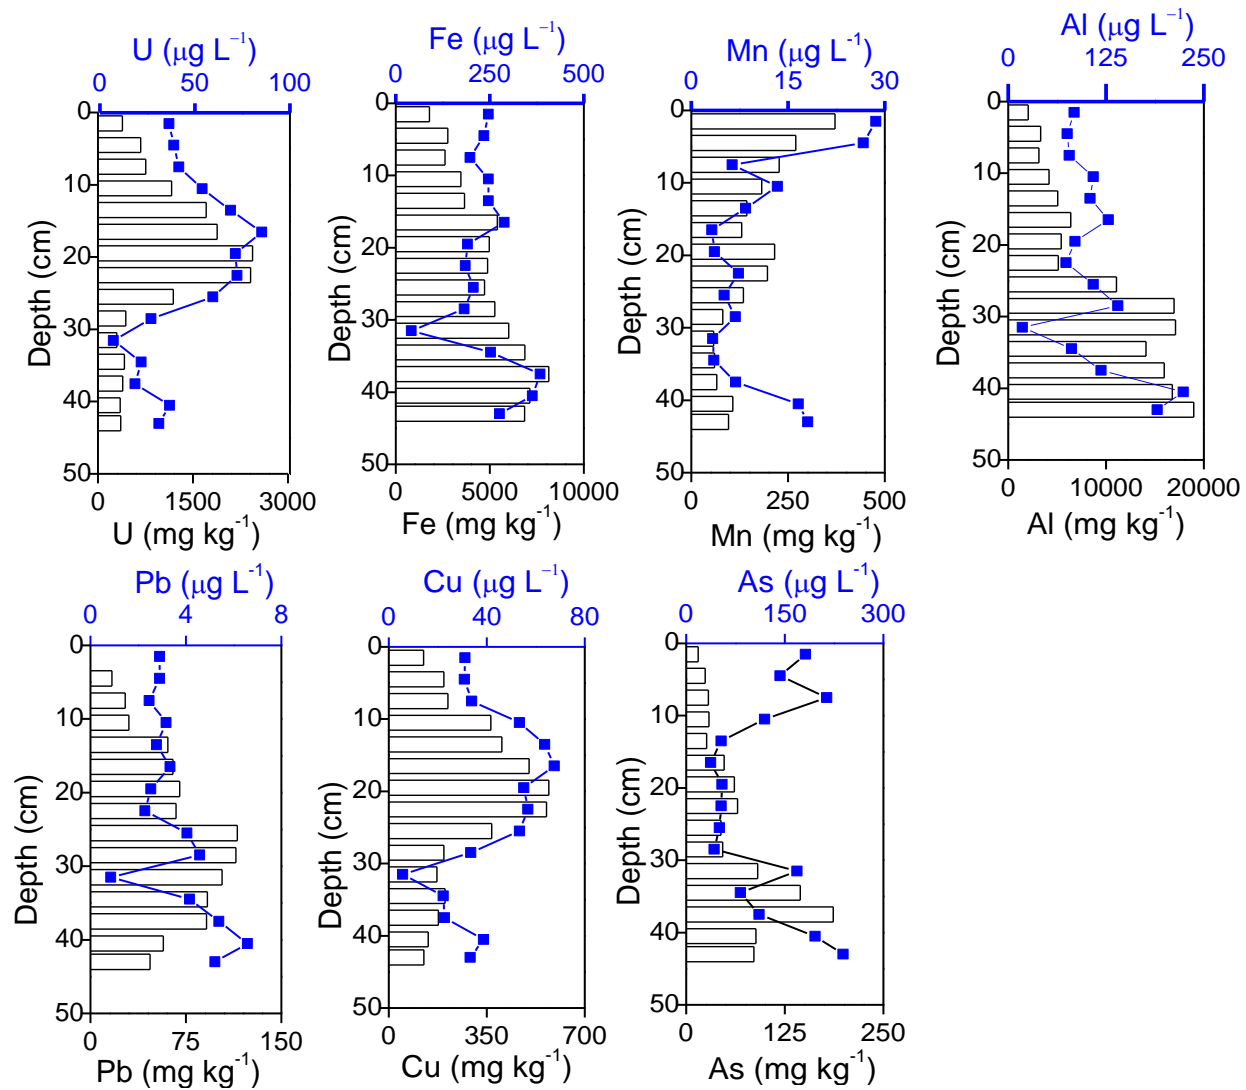 U (μg L⁻¹)
0 50 100
0
10
20
30
40
50
Depth (cm)
0 1500 3000
U (mg kg⁻¹)
Fe (μg L⁻¹)
0 250 500
0
10
20
30
40
50
Depth (cm)
0 5000 10000
Fe (mg kg⁻¹)
Mn (μg L⁻¹)
0 15 30
0
10
20
30
40
50
Depth (cm)
0 250 500
Mn (mg kg⁻¹)
Al (μg L⁻¹)
0 125 250
0
10
20
30
40
50
Depth (cm)
0 10000 20000
Al (mg kg⁻¹)
Pb (μg L⁻¹)
0 4 8
0
10
20
30
40
50
Depth (cm)
0 75 150
Pb (mg kg⁻¹)
Cu (μg L⁻¹)
0 40 80
0
10
20
30
40
50
Depth (cm)
0 350 700
Cu (mg kg⁻¹)
As (μg L⁻¹)
0 150 300
0
10
20
30
40
50
Depth (cm)
0 125 250
As (mg kg⁻¹)